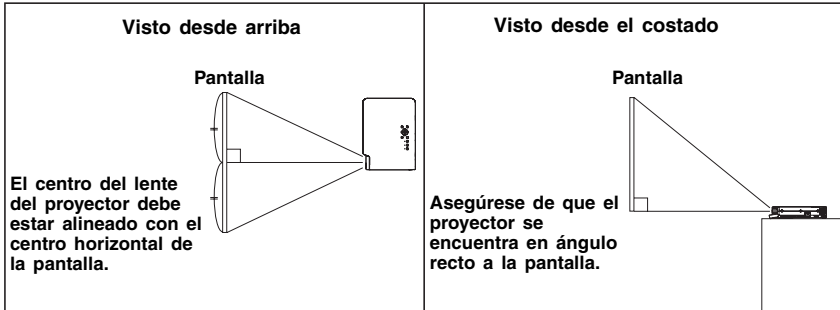 Visto desde arriba
Pantalla
El centro del lente
del proyector debe
estar alineado con el
centro horizontal de
la pantalla.
Visto desde el costado
Pantalla
Asegúrese de que el
proyector se
encuentra en ángulo
recto a la pantalla.